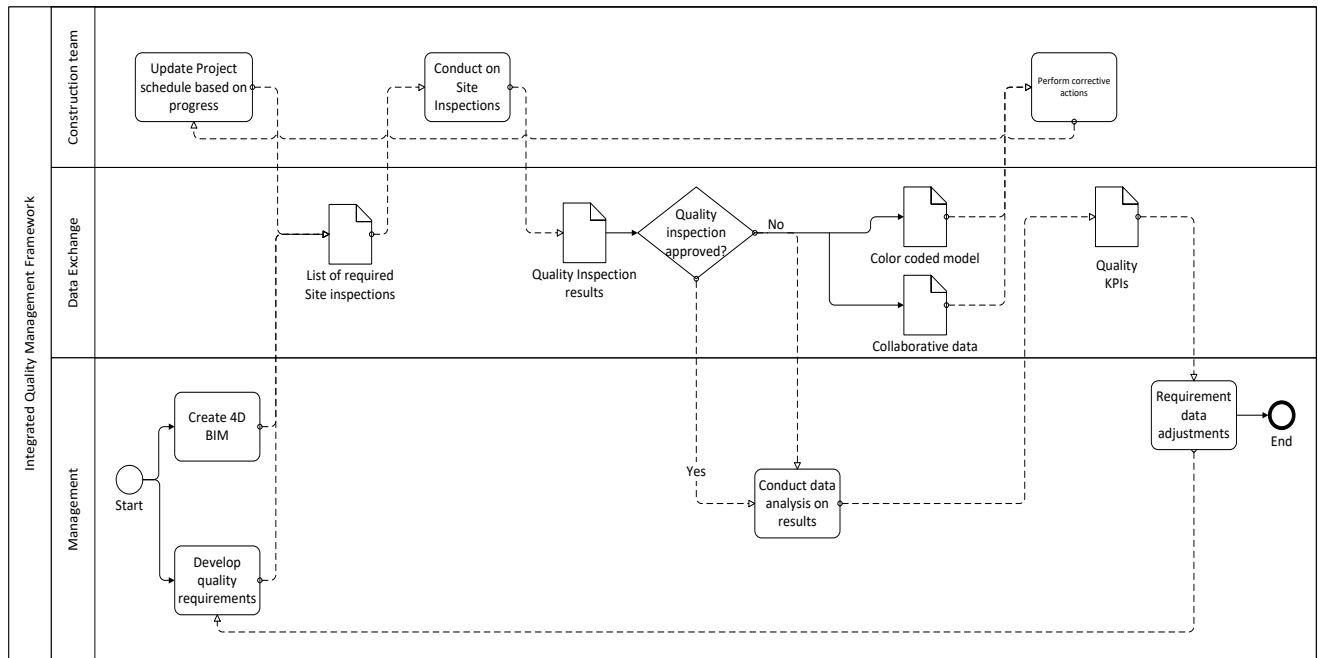 Integrated Quality Management Framework
Construction team
Update Project
schedule based on
progress
Conduct on
Site
Inspections
Perform corrective
actions
Data Exchange
List of required
Site inspections
Quality Inspection
results
Quality
inspection
approved?
No
Color coded model
Collaborative data
Quality
KPIs
Management
Start
Create 4D
BIM
Develop
quality
requirements
Yes
Conduct data
analysis on
results
Requirement
data
adjustments
End